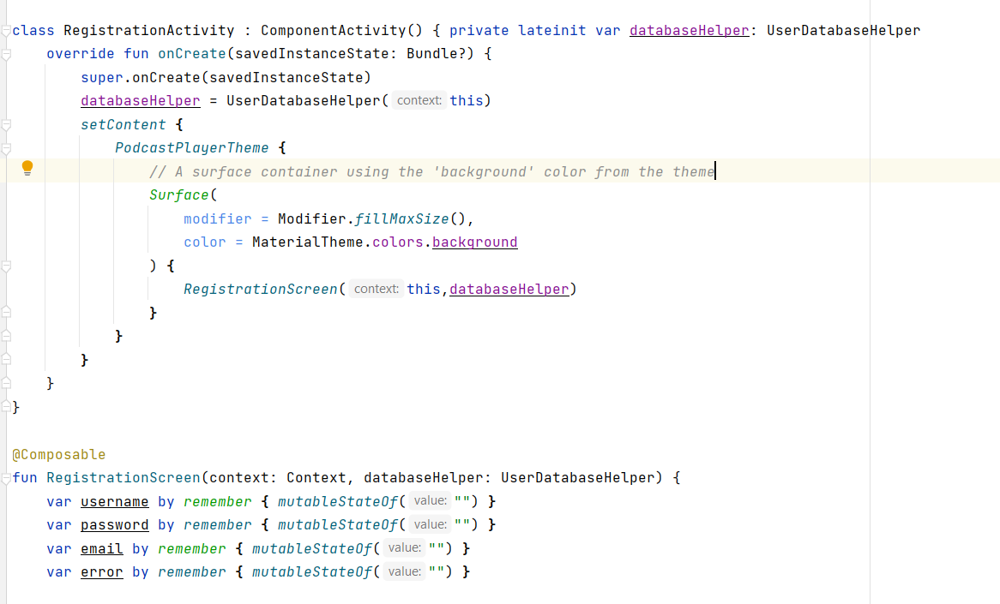 class RegistrationActivity : ComponentActivity() { private lateinit var databaseHelper: UserDatabaseHelper
    override fun onCreate(savedInstanceState: Bundle?) {
        super.onCreate(savedInstanceState)
        databaseHelper = UserDatabaseHelper( context: this)
        setContent {
            PodcastPlayerTheme {
                // A surface container using the 'background' color from the theme
                Surface(
                    modifier = Modifier.fillMaxSize(),
                    color = MaterialTheme.colors.background
                ) {
                    RegistrationScreen( context: this,databaseHelper)
                }
            }
        }
    }
}

@Composable
fun RegistrationScreen(context: Context, databaseHelper: UserDatabaseHelper) {
    var username by remember { mutableStateOf( value: "") }
    var password by remember { mutableStateOf( value: "") }
    var email by remember { mutableStateOf( value: "") }
    var error by remember { mutableStateOf( value: "") }